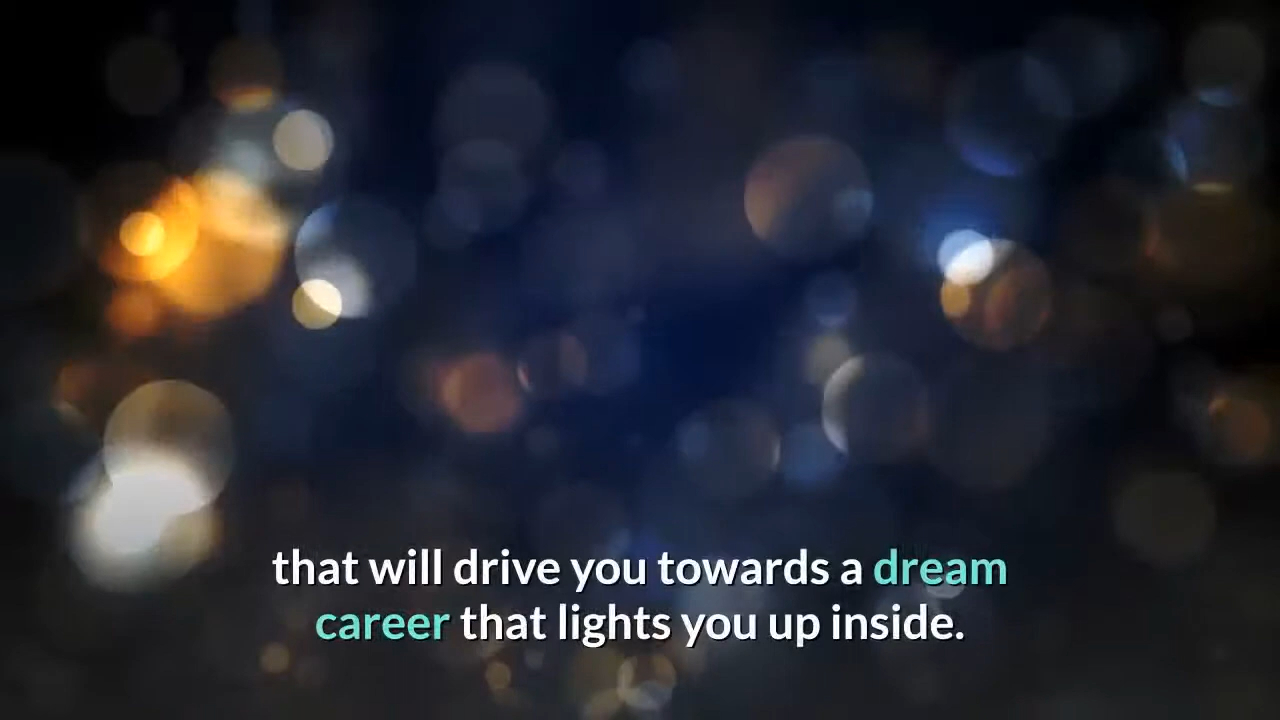 that will drive you towards a dream
career that lights you up inside.